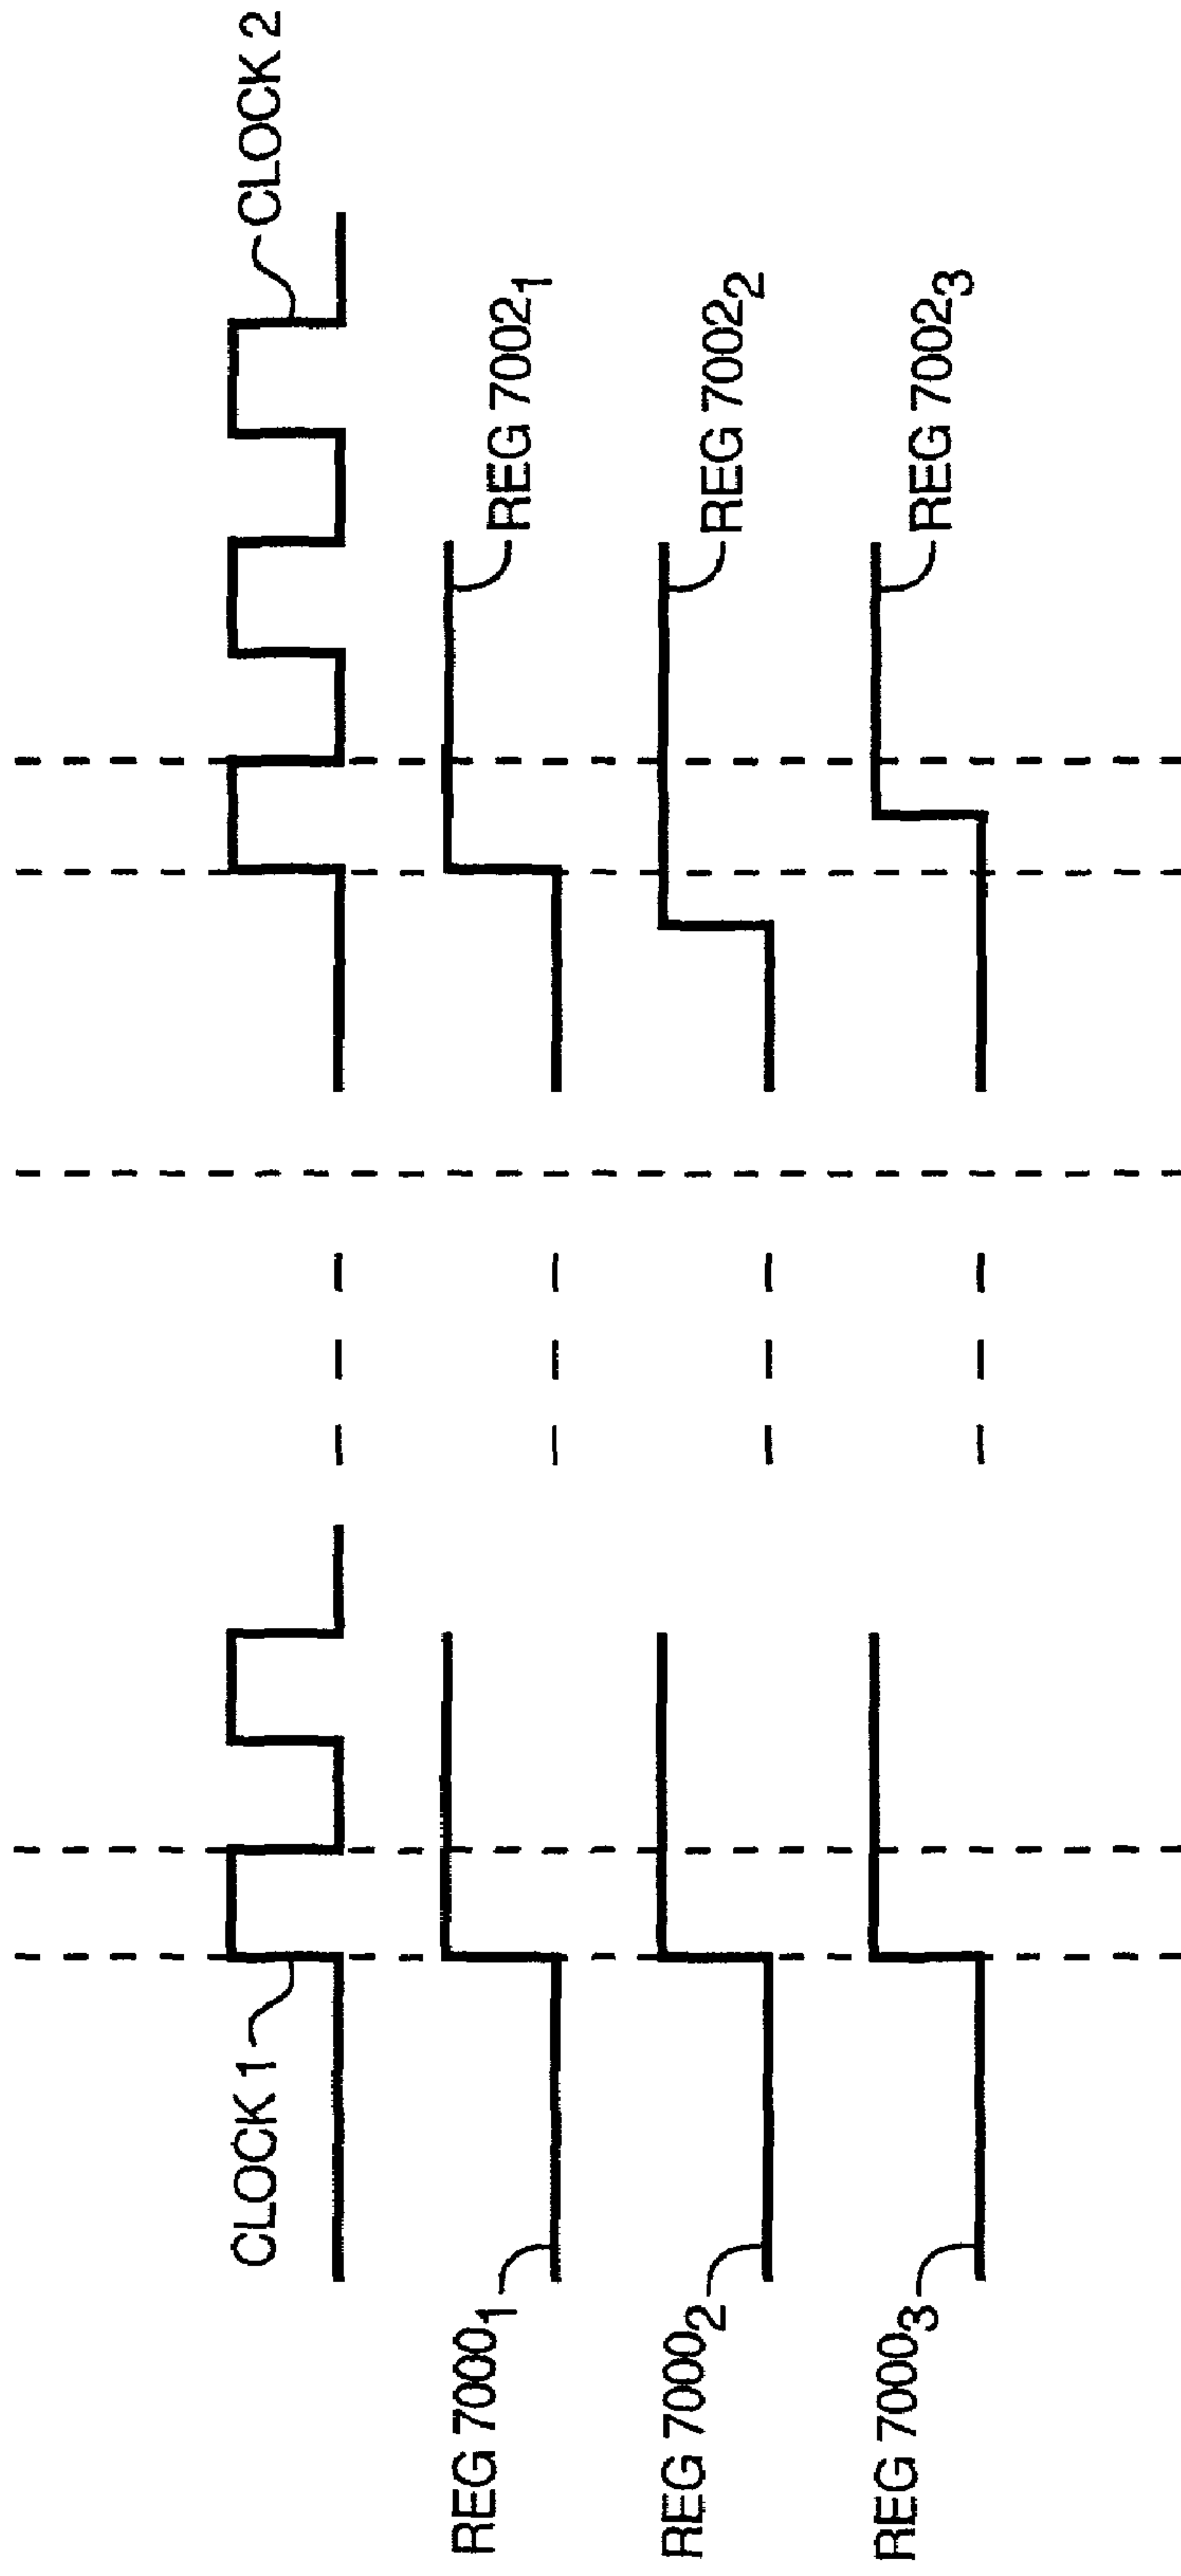 CLOCK 1
CLOCK 2
REG 7000₁
REG 7002₁
REG 7000₂
REG 7002₂
REG 7000₃
REG 7002₃